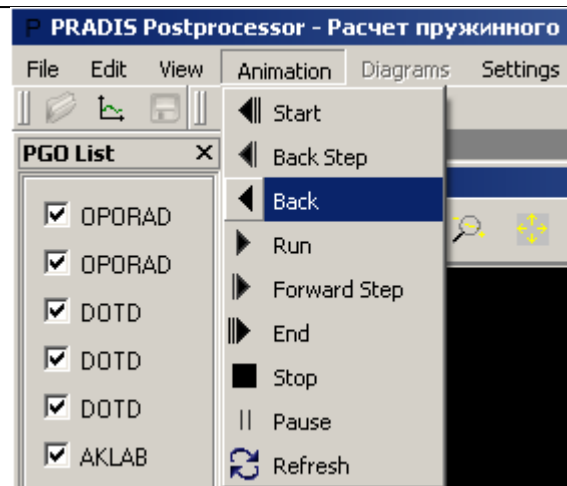 P PRADIS Postprocessor - Расчет пружинного
File Edit View Animation Diagrams Settings
PGO List
OPORAD
OPORAD
DOTD
DOTD
DOTD
AKLAB
Start
Back Step
Back
Run
Forward Step
End
Stop
Pause
Refresh